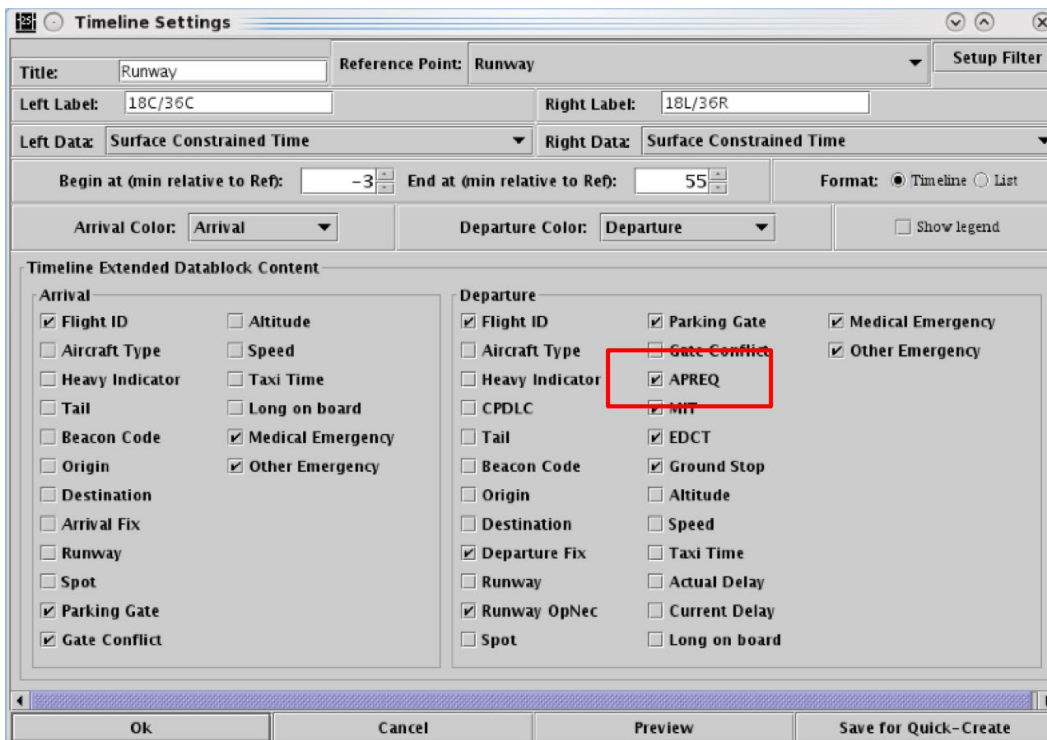 Timeline Settings
Title: Runway Reference Point: Runway Setup Filter
Left Label: 18C/36C Right Label: 18L/36R
Left Data: Surface Constrained Time Right Data: Surface Constrained Time
Begin at (min relative to Ref): -3 End at (min relative to Ref): 55 Format: Timeline List
Arrival Color: Arrival Departure Color: Departure Show legend
Timeline Extended Datablock Content
Arrival
Flight ID
Aircraft Type
Heavy Indicator
Tail
Beacon Code
Origin
Destination
Arrival Fix
Runway
Spot
Parking Gate
Gate Conflict
Altitude
Speed
Taxi Time
Long on board
Medical Emergency
Other Emergency
Departure
Flight ID
Aircraft Type
Heavy Indicator
CPDLC
Tail
Beacon Code
Origin
Destination
Departure Fix
Runway
Runway OpNec
Spot
Parking Gate
Gate Conflict
APREQ
MIT
EDCT
Ground Stop
Altitude
Speed
Taxi Time
Actual Delay
Current Delay
Long on board
Medical Emergency
Other Emergency
Ok Cancel Preview Save for Quick-Create